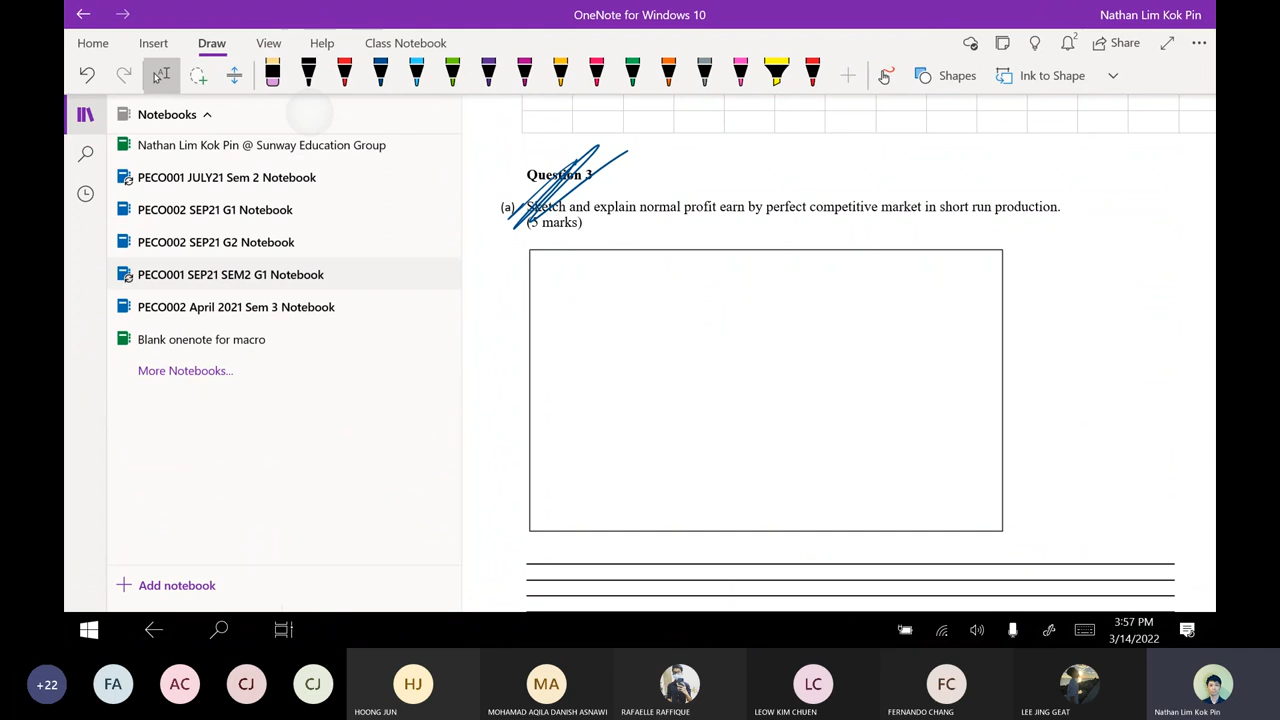 OneNote for Windows 10
Nathan Lim Kok Pin
Home
Insert
Draw
View
Help
Class Notebook
2
Share
Shapes
Ink to Shape
Notebooks
Nathan Lim Kok Pin @ Sunway Education Group
PECO001 JULY21 Sem 2 Notebook
PECO002 SEP21 G1 Notebook
PECO002 SEP21 G2 Notebook
PECO001 SEP21 SEM2 G1 Notebook
PECO002 April 2021 Sem 3 Notebook
Blank onenote for macro
More Notebooks...
Add notebook
Question 3
(a) Sketch and explain normal profit earn by perfect competitive market in short run production.
(5 marks)
3:57 PM
3/14/2022
+22
FA
AC
CJ
CJ
HJ
MA
LC
FC
HOONG JUN
MOHAMAD AQILA DANISH ASNAWI
RAFAELLE RAFFIQUE
LEOW KIM CHUEN
FERNANDO CHANG
LEE JING GEAT
Nathan Lim Kok Pin